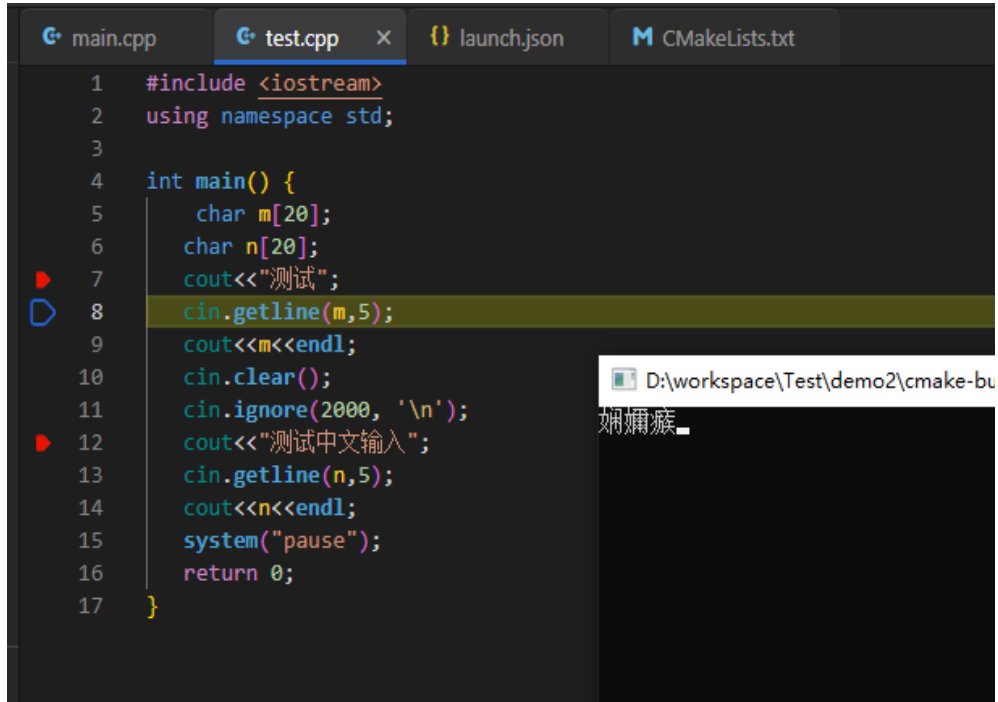 main.cpp test.cpp × {} launch.json M CMakeLists.txt
1 #include <iostream>
2 using namespace std;
3
4 int main() {
5 char m[20];
6 char n[20];
7 cout<<"测试";
8 cin.getline(m,5);
9 cout<<m<<endl;
10 cin.clear();
11 cin.ignore(2000, '\n');
12 cout<<"测试中文输入";
13 cin.getline(n,5);
14 cout<<n<<endl;
15 system("pause");
16 return 0;
17 }
D:\workspace\Test\demo2\cmake-bu
娴嬭瘯